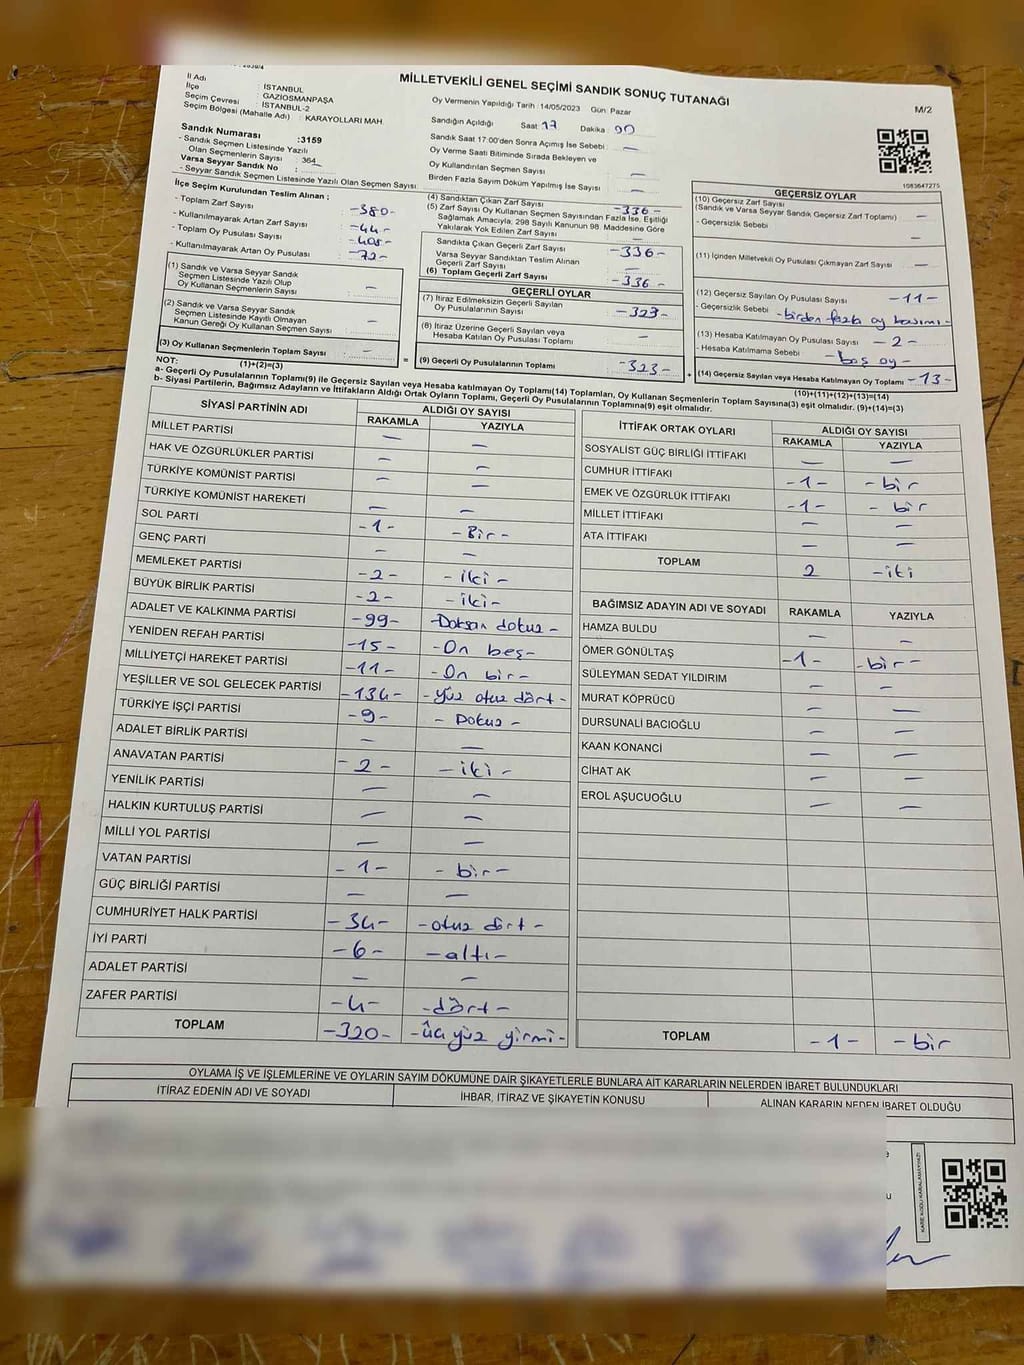 MİLLETVEKİLİ GENEL SEÇİMİ SANDIK SONUÇ TUTANAĞI
M/2
İl Adı : İSTANBUL
İlçe : GAZİOSMANPAŞA
Seçim Çevresi : İSTANBUL-2
Seçim Bölgesi (Mahalle Adı) : KARAYOLLARI MAH.
Oy Vermenin Yapıldığı Tarih :14/05/2023 Gün: Pazar
Sandığın Açıldığı Saat 17 Dakika 00
Sandık Numarası :3159
- Sandık Seçmen Listesinde Yazılı
Olan Seçmenlerin Sayısı : 364
Varsa Seyyar Sandık No :
- Seyyar Sandık Seçmen Listesinde Yazılı Olan Seçmen Sayısı:
Sandık Saat 17:00'den Sonra Açılmış İse Sebebi : —
Oy Verme Saati Bitiminde Sırada Bekleyen ve
Oy Kullandırılan Seçmen Sayısı : —
Birden Fazla Sayım Döküm Yapılmış İse Sayısı : —
1083647275
İlçe Seçim Kurulundan Teslim Alınan ;
- Toplam Zarf Sayısı : -380-
- Kullanılmayarak Artan Zarf Sayısı : -44-
- Toplam Oy Pusulası Sayısı : -408-
- Kullanılmayarak Artan Oy Pusulası : -72-
(1) Sandık ve Varsa Seyyar Sandık
Seçmen Listesinde Yazılı Olup
Oy Kullanan Seçmenlerin Sayısı : —
(2) Sandık ve Varsa Seyyar Sandık
Seçmen Listesinde Kayıtlı Olmayan
Kanun Gereği Oy Kullanan Seçmen Sayısı : —
(3) Oy Kullanan Seçmenlerin Toplam Sayısı : —
(1)+(2)=(3)
(4) Sandıktan Çıkan Zarf Sayısı : -336-
(5) Zarf Sayısı Oy Kullanan Seçmen Sayısından Fazla İse, Eşitliği
Sağlamak Amacıyla; 298 Sayılı Kanunun 98. Maddesine Göre
Yakılarak Yok Edilen Zarf Sayısı : —
Sandıkta Çıkan Geçerli Zarf Sayısı : -336-
Varsa Seyyar Sandıktan Teslim Alınan
Geçerli Zarf Sayısı : —
(6) Toplam Geçerli Zarf Sayısı : -336-
GEÇERLİ OYLAR
(7) İtiraz Edilmeksizin Geçerli Sayılan
Oy Pusulalarının Sayısı : -323-
(8) İtiraz Üzerine Geçerli Sayılan veya
Hesaba Katılan Oy Pusulası Toplamı : —
= (9) Geçerli Oy Pusulalarının Toplamı : -323- +
GEÇERSİZ OYLAR
(10) Geçersiz Zarf Sayısı
(Sandık ve Varsa Seyyar Sandık Geçersiz Zarf Toplamı) : —
- Geçersizlik Sebebi : —
(11) İçinden Milletvekili Oy Pusulası Çıkmayan Zarf Sayısı : —
(12) Geçersiz Sayılan Oy Pusulası Sayısı : -11-
- Geçersizlik Sebebi : -birden fazla oy basımı-
(13) Hesaba Katılmayan Oy Pusulası Sayısı : -2-
- Hesaba Katılmama Sebebi : -boş oy-
(14) Geçersiz Sayılan veya Hesaba Katılmayan Oy Toplamı -13-
(10)+(11)+(12)+(13)=(14)
NOT:
a- Geçerli Oy Pusulalarının Toplamı(9) ile Geçersiz Sayılan veya Hesaba katılmayan Oy Toplamı(14) Toplamları, Oy Kullanan Seçmenlerin Toplam Sayısına(3) eşit olmalıdır. (9)+(14)=(3)
b- Siyasi Partilerin, Bağımsız Adayların ve İttifakların Aldığı Ortak Oyların Toplamı, Geçerli Oy Pusulalarının Toplamına(9) eşit olmalıdır.
SİYASİ PARTİNİN ADI ALDIĞI OY SAYISI
RAKAMLA YAZIYLA
MİLLET PARTİSİ — —
HAK VE ÖZGÜRLÜKLER PARTİSİ — —
TÜRKİYE KOMÜNİST PARTİSİ — —
TÜRKİYE KOMÜNİST HAREKETİ — —
SOL PARTİ -1- -Bir-
GENÇ PARTİ — —
MEMLEKET PARTİSİ -2- -iki-
BÜYÜK BİRLİK PARTİSİ -2- -iki-
ADALET VE KALKINMA PARTİSİ -99- -Doksan dokuz-
YENİDEN REFAH PARTİSİ -15- -On beş-
MİLLİYETÇİ HAREKET PARTİSİ -11- -On bir-
YEŞİLLER VE SOL GELECEK PARTİSİ -134- -yüz otuz dört-
TÜRKİYE İŞÇİ PARTİSİ -9- -Dokuz-
ADALET BİRLİK PARTİSİ — —
ANAVATAN PARTİSİ -2- -iki-
YENİLİK PARTİSİ — —
HALKIN KURTULUŞ PARTİSİ — —
MİLLİ YOL PARTİSİ — —
VATAN PARTİSİ -1- -bir-
GÜÇ BİRLİĞİ PARTİSİ — —
CUMHURİYET HALK PARTİSİ -34- -otuz dört-
İYİ PARTİ -6- -altı-
ADALET PARTİSİ — —
ZAFER PARTİSİ -4- -dört-
TOPLAM -320- -üç yüz yirmi-
İTTİFAK ORTAK OYLARI ALDIĞI OY SAYISI
RAKAMLA YAZIYLA
SOSYALİST GÜÇ BİRLİĞİ İTTİFAKI — —
CUMHUR İTTİFAKI -1- -bir
EMEK VE ÖZGÜRLÜK İTTİFAKI -1- -bir
MİLLET İTTİFAKI — —
ATA İTTİFAKI — —
TOPLAM 2 -iki
BAĞIMSIZ ADAYIN ADI VE SOYADI RAKAMLA YAZIYLA
HAMZA BULDU — —
ÖMER GÖNÜLTAŞ -1- -bir-
SÜLEYMAN SEDAT YILDIRIM — —
MURAT KÖPRÜCÜ — —
DURSUNALİ BACIOĞLU — —
KAAN KONANCİ — —
CİHAT AK — —
EROL AŞUCUOĞLU — —
TOPLAM -1- -bir
OYLAMA İŞ VE İŞLEMLERİNE VE OYLARIN SAYIM DÖKÜMÜNE DAİR ŞİKAYETLERLE BUNLARA AİT KARARLARIN NELERDEN İBARET BULUNDUKLARI
İTİRAZ EDENİN ADI VE SOYADI İHBAR, İTİRAZ VE ŞİKAYETİN KONUSU ALINAN KARARIN NEDEN İBARET OLDUĞU
KARE KODU KARALAMAYINIZ!